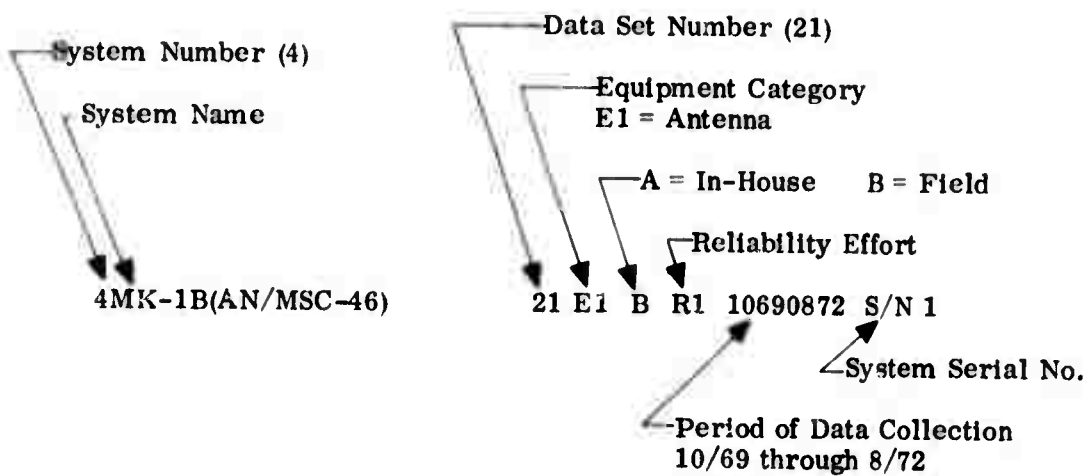 System Number (4)
System Name
4MK-1B(AN/MSC-46)
Data Set Number (21)
Equipment Category
E1 = Antenna
A = In-House B = Field
Reliability Effort
21 E1 B R1 10690872 S/N 1
System Serial No.
Period of Data Collection
10/69 through 8/72